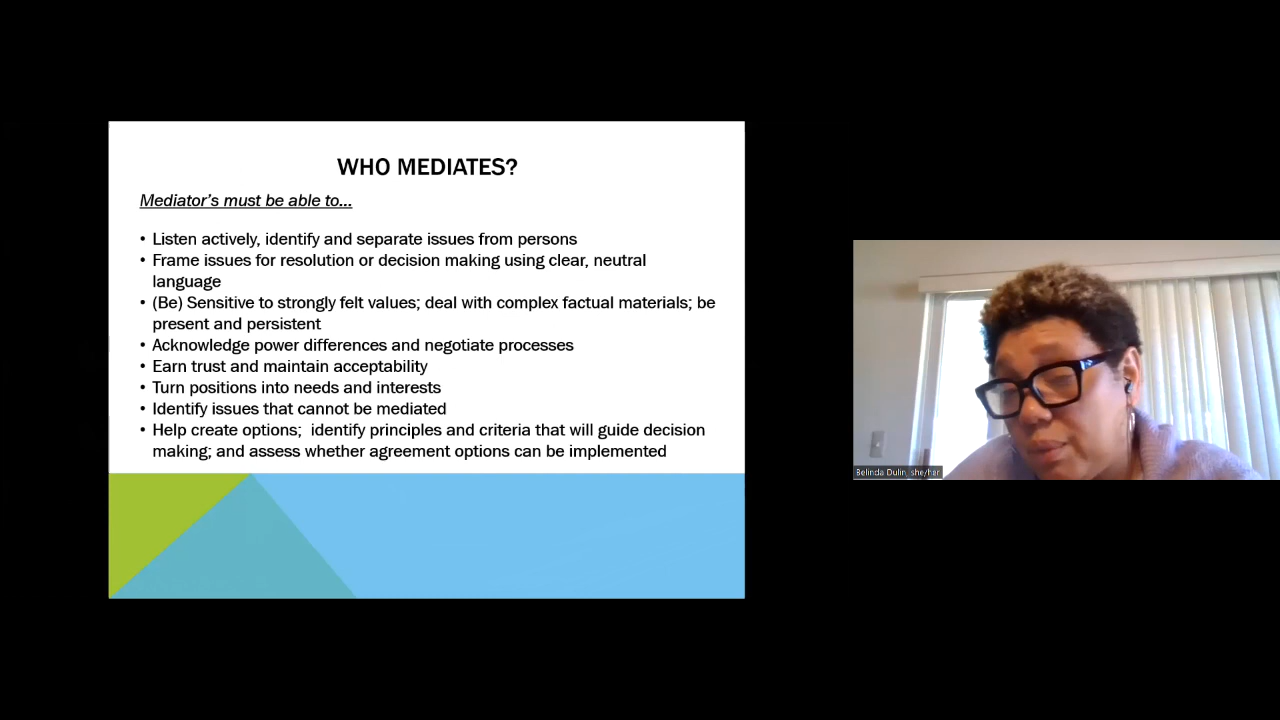 WHO MEDIATES?
Mediator's must be able to...
• Listen actively, identify and separate issues from persons
• Frame issues for resolution or decision making using clear, neutral
language
• (Be) Sensitive to strongly felt values; deal with complex factual materials; be
present and persistent
• Acknowledge power differences and negotiate processes
• Earn trust and maintain acceptability
• Turn positions into needs and interests
• Identify issues that cannot be mediated
• Help create options;  identify principles and criteria that will guide decision
making; and assess whether agreement options can be implemented
Belinda Dulin, she/her